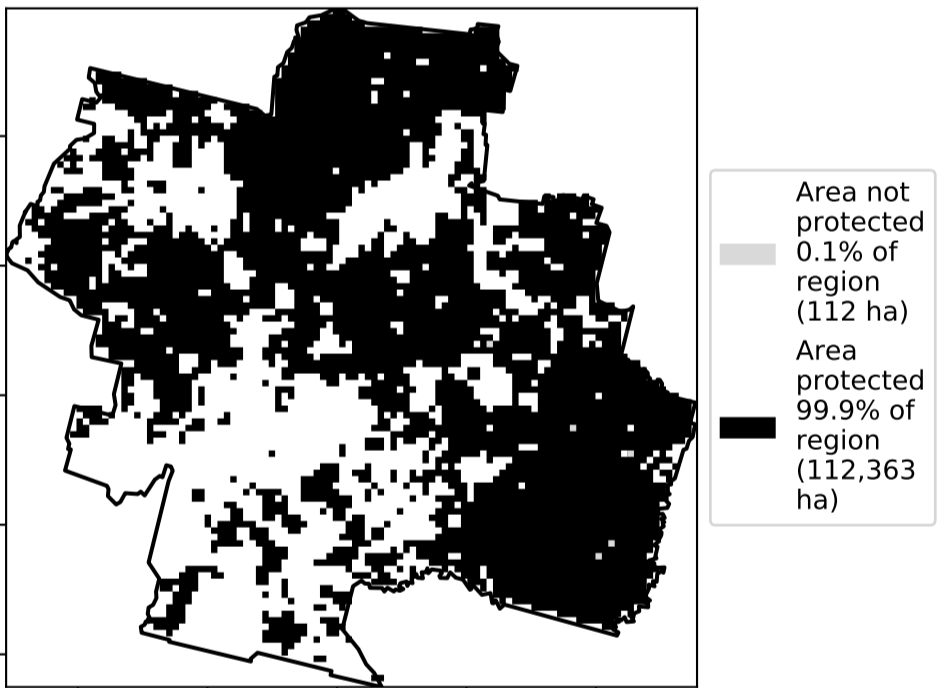 Area not
protected
0.1% of
region
(112 ha)
Area
protected
99.9% of
region
(112,363
ha)